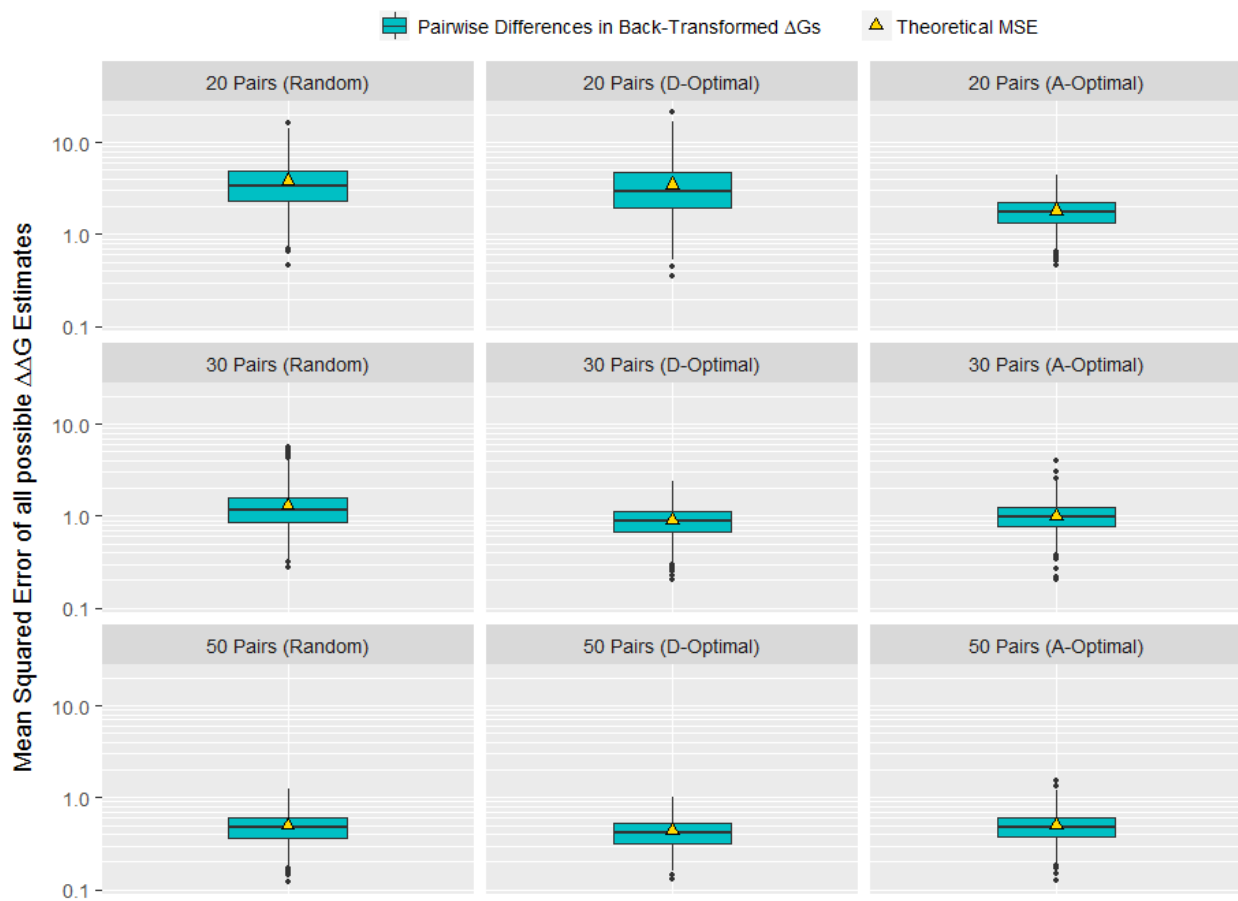 Pairwise Differences in Back-Transformed ΔGs Theoretical MSE
Mean Squared Error of all possible ΔΔG Estimates
20 Pairs (Random) 20 Pairs (D-Optimal) 20 Pairs (A-Optimal)
10.0
1.0
0.1
30 Pairs (Random) 30 Pairs (D-Optimal) 30 Pairs (A-Optimal)
10.0
1.0
0.1
50 Pairs (Random) 50 Pairs (D-Optimal) 50 Pairs (A-Optimal)
10.0
1.0
0.1